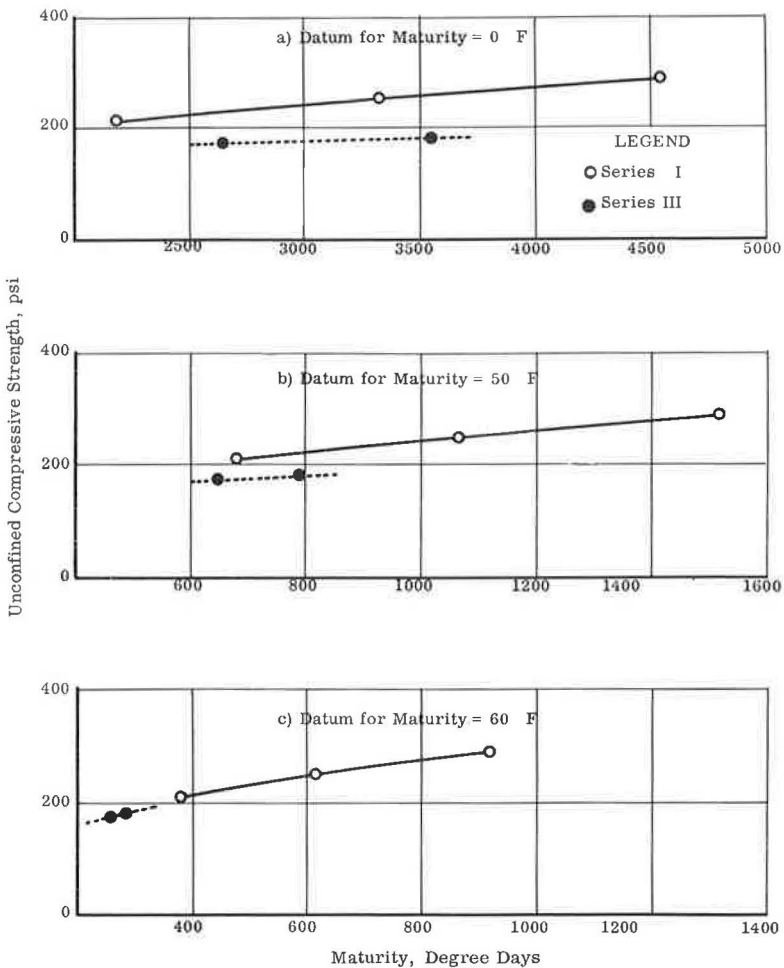 400
a) Datum for Maturity = 0 F
200
LEGEND
Series I
Series III
0
2500 3000 3500 4000 4500 5000
Unconfined Compressive Strength, psi
400
b) Datum for Maturity = 50 F
200
0
600 800 1000 1200 1400 1600
400
c) Datum for Maturity = 60 F
200
0
400 600 800 1000 1200 1400
Maturity, Degree Days